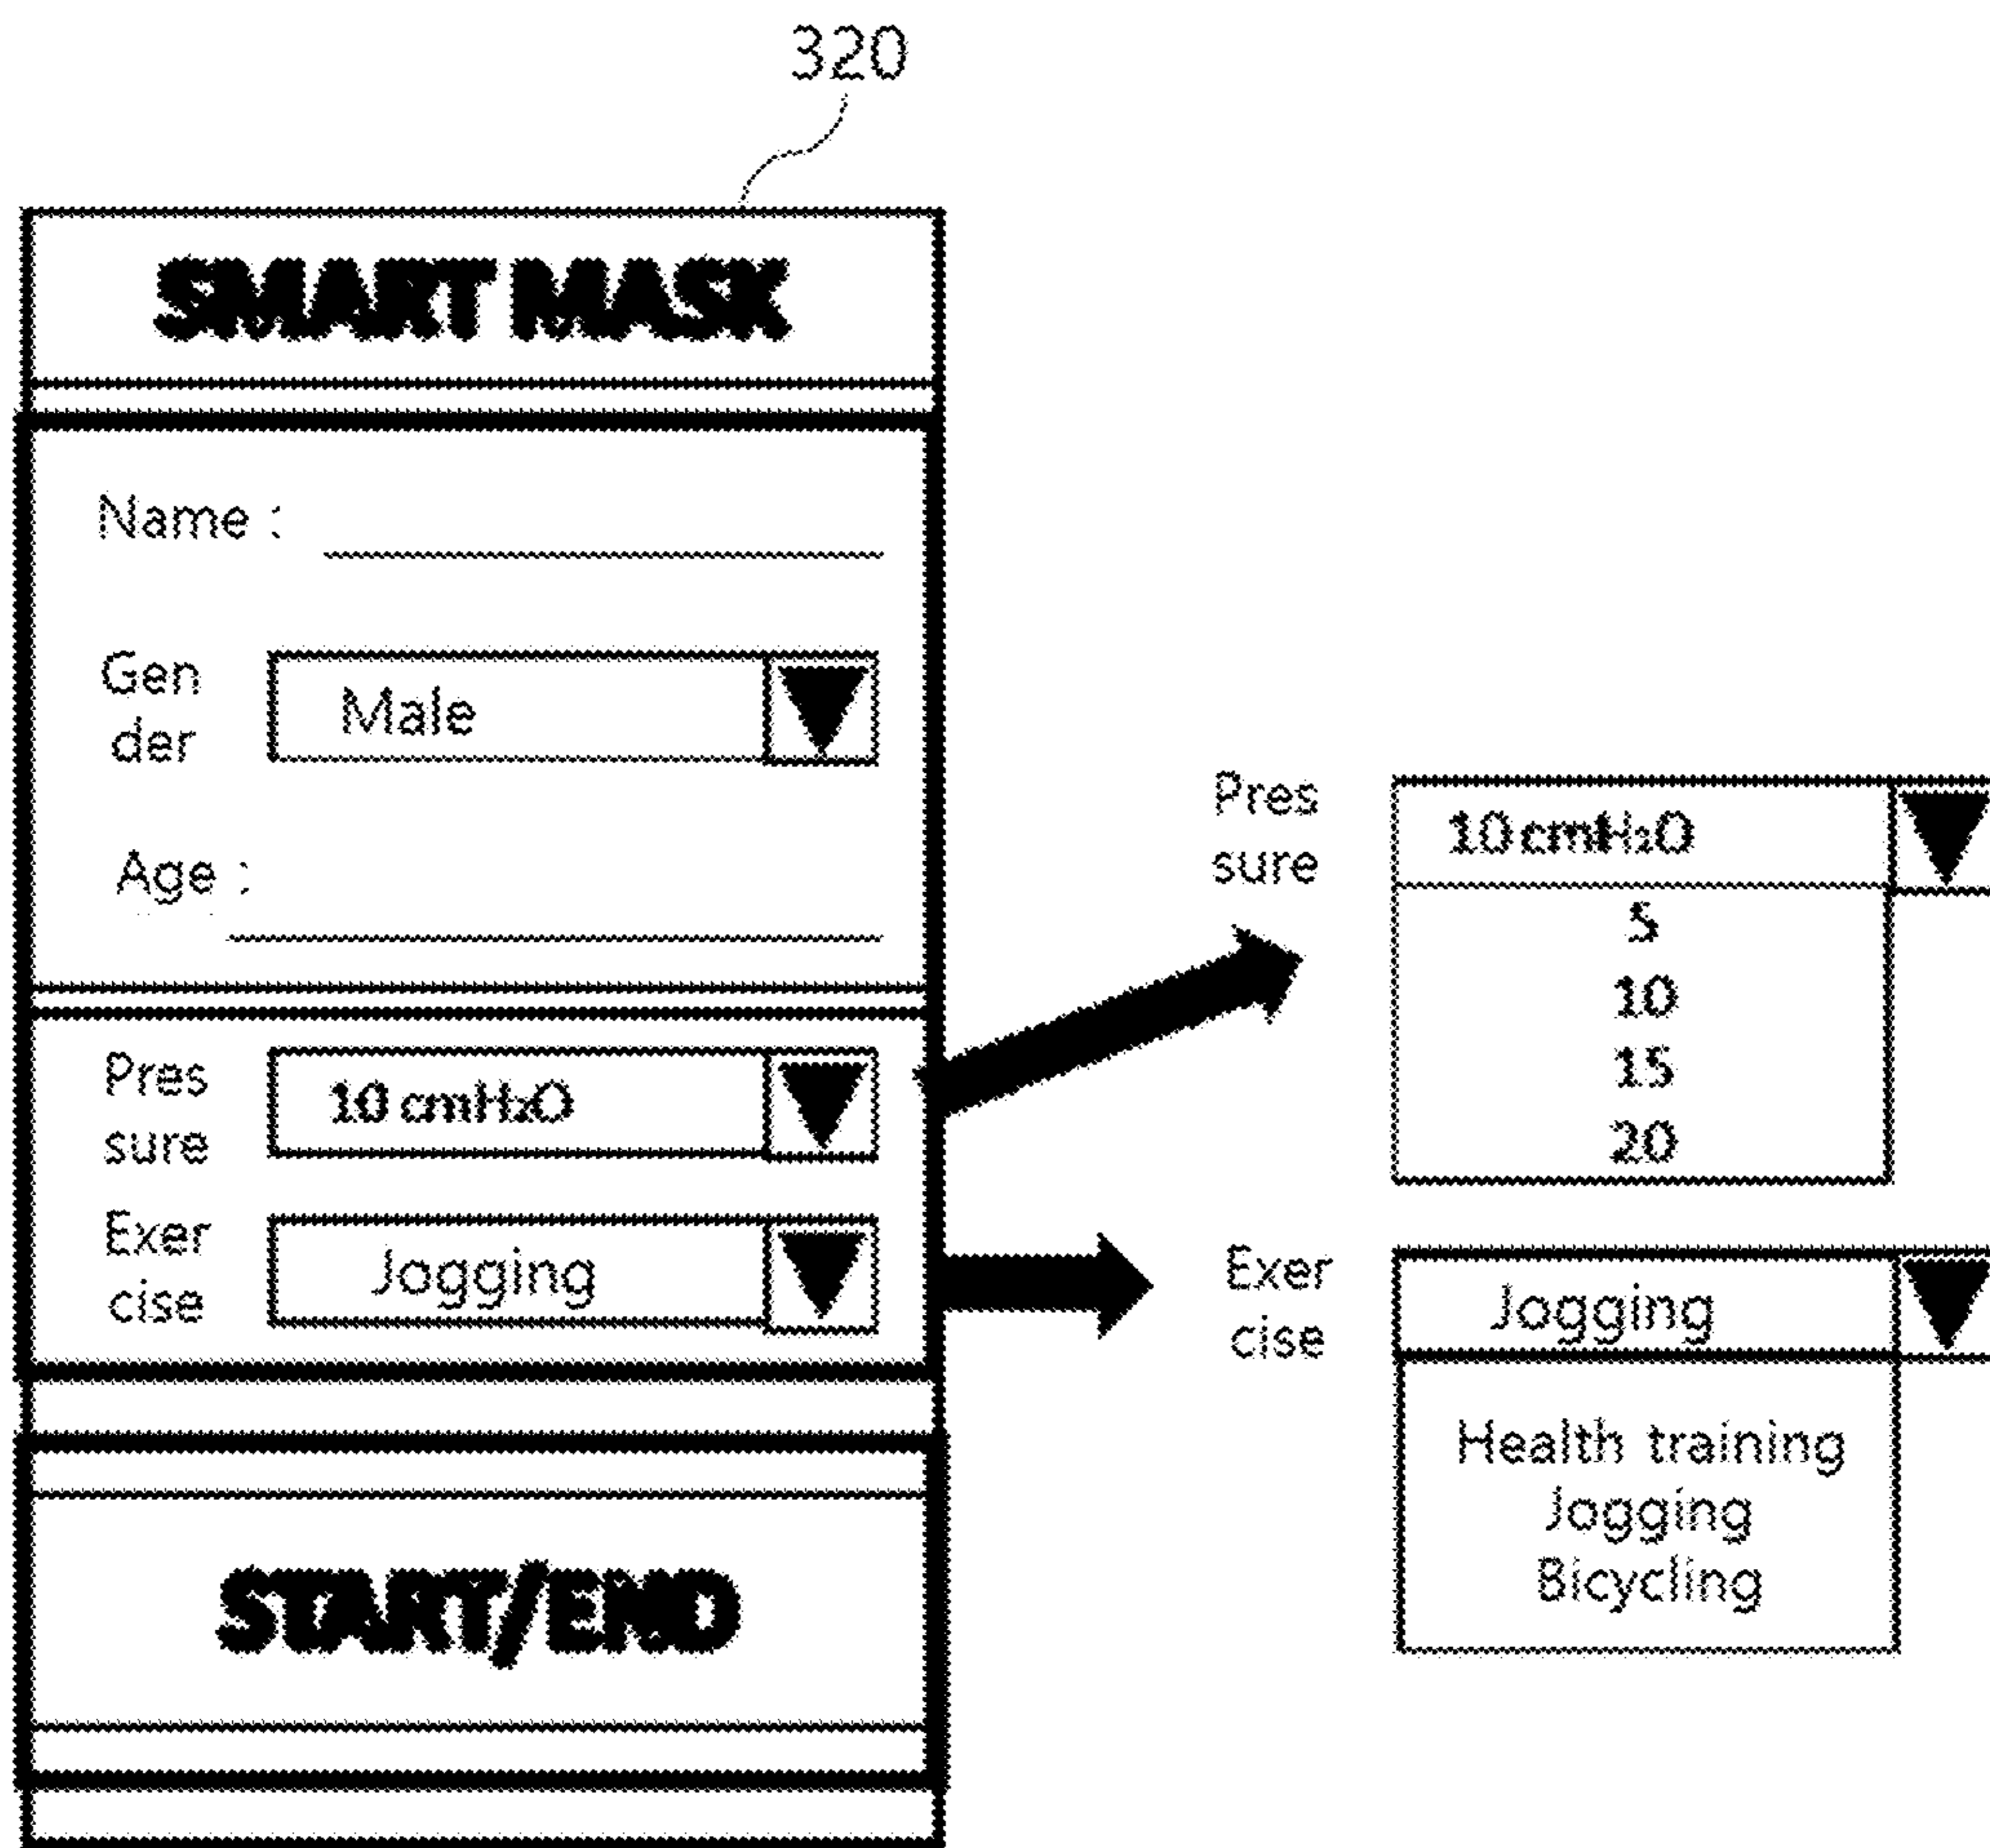 320
SMART MASK
Name :
Gen
der
Male
Age :
Pres
sure
10 cmH₂O
Exer
cise
Jogging
START/END
Pres
sure
10 cmH₂O
5
10
15
20
Exer
cise
Jogging
Health training
Jogging
Bicycling